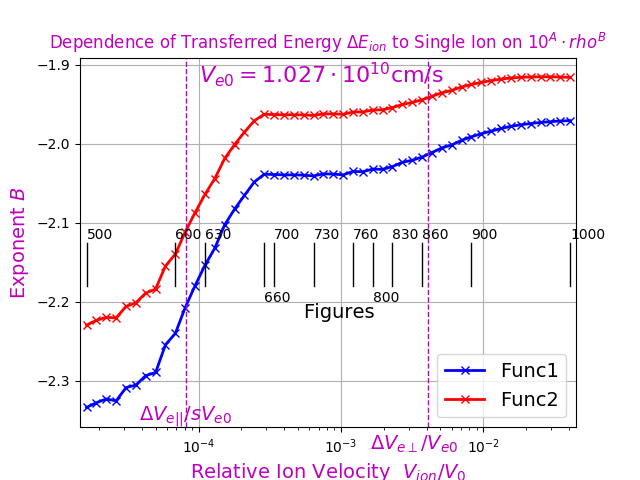 Dependence of Transferred Energy ΔE_ion to Single Ion on 10^A · rho^B
V_e0 = 1.027 · 10^10 cm/s
−1.9
−2.0
−2.1
−2.2
−2.3
Exponent B
500
600
630
700
730
760
830
860
900
1000
660
800
Figures
Func1
Func2
ΔV_e||/sV_e0
10^−4
10^−3
10^−2
ΔV_e⊥/V_e0
Relative Ion Velocity V_ion/V_0